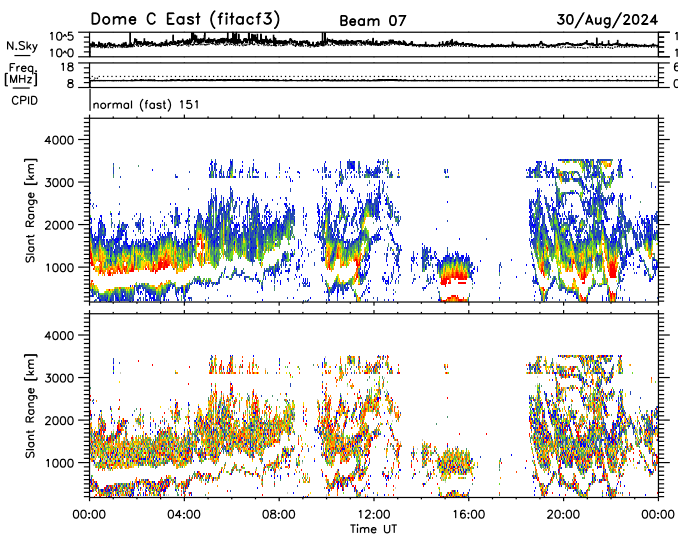 Dome C East (fitacf3) Beam 07 30/Aug/2024
N.Sky 10^5 10^0
Freq. [MHz] 18 8
CPID normal (fast) 151
Slant Range [km] 4000 3000 2000 1000
Slant Range [km] 4000 3000 2000 1000
00:00 04:00 08:00 12:00 16:00 20:00 00:00
Time UT